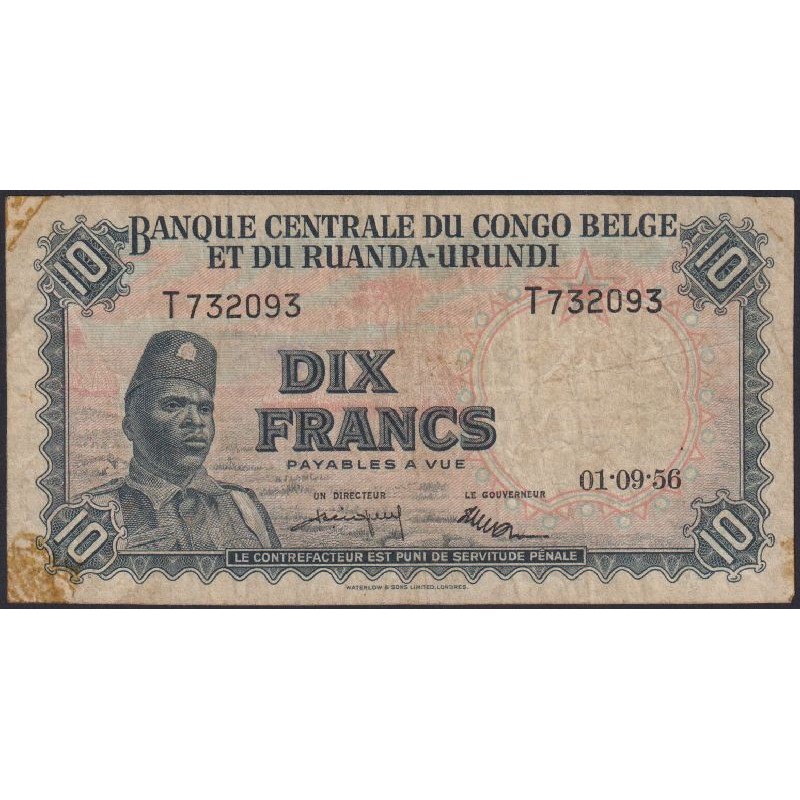 BANQUE CENTRALE DU CONGO BELGE
ET DU RUANDA-URUNDI
10
10
T732093
T732093
DIX
FRANCS
PAYABLES A VUE
UN DIRECTEUR
LE GOUVERNEUR
01·09·56
10
10
LE CONTREFACTEUR EST PUNI DE SERVITUDE PÉNALE
WATERLOW & SONS LIMITED, LONDRES.